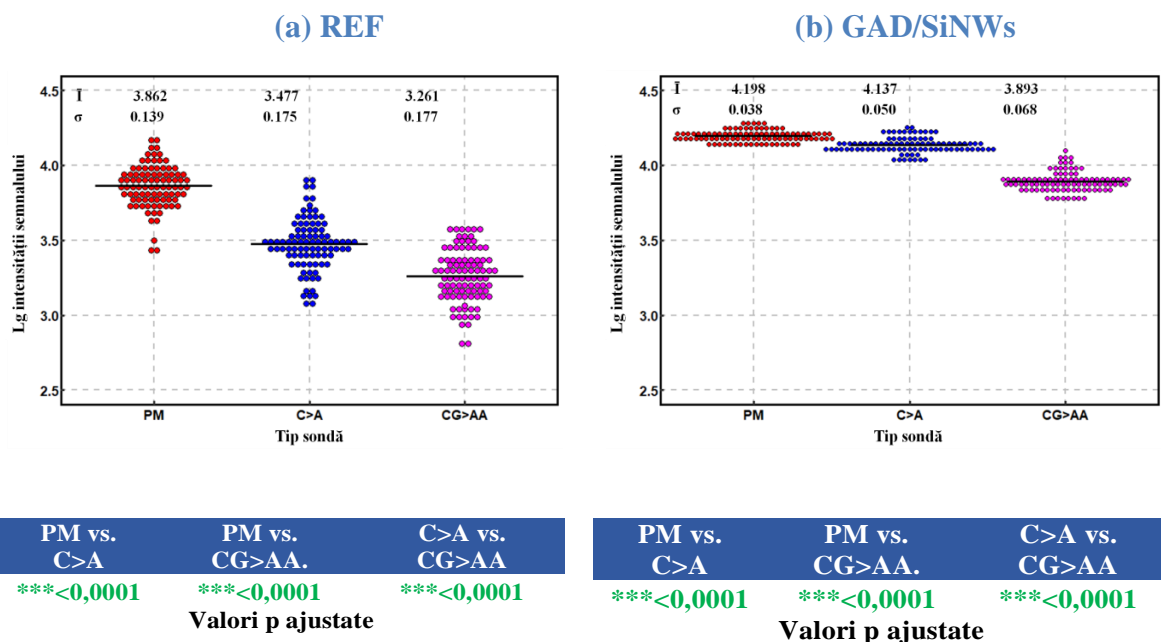 (a) REF
(b) GAD/SiNWs
Lg intensității semnalului
4.5
4.0
3.5
3.0
2.5
Ī 3.862 3.477 3.261
σ 0.139 0.175 0.177
PM C>A CG>AA
Tip sondă
Lg intensității semnalului
4.5
4.0
3.5
3.0
2.5
Ī 4.198 4.137 3.893
σ 0.038 0.050 0.068
PM C>A CG>AA
Tip sondă
PM vs. PM vs. C>A vs.
C>A CG>AA. CG>AA
***<0,0001 ***<0,0001 ***<0,0001
Valori p ajustate
PM vs. PM vs. C>A vs.
C>A CG>AA. CG>AA
***<0,0001 ***<0,0001 ***<0,0001
Valori p ajustate